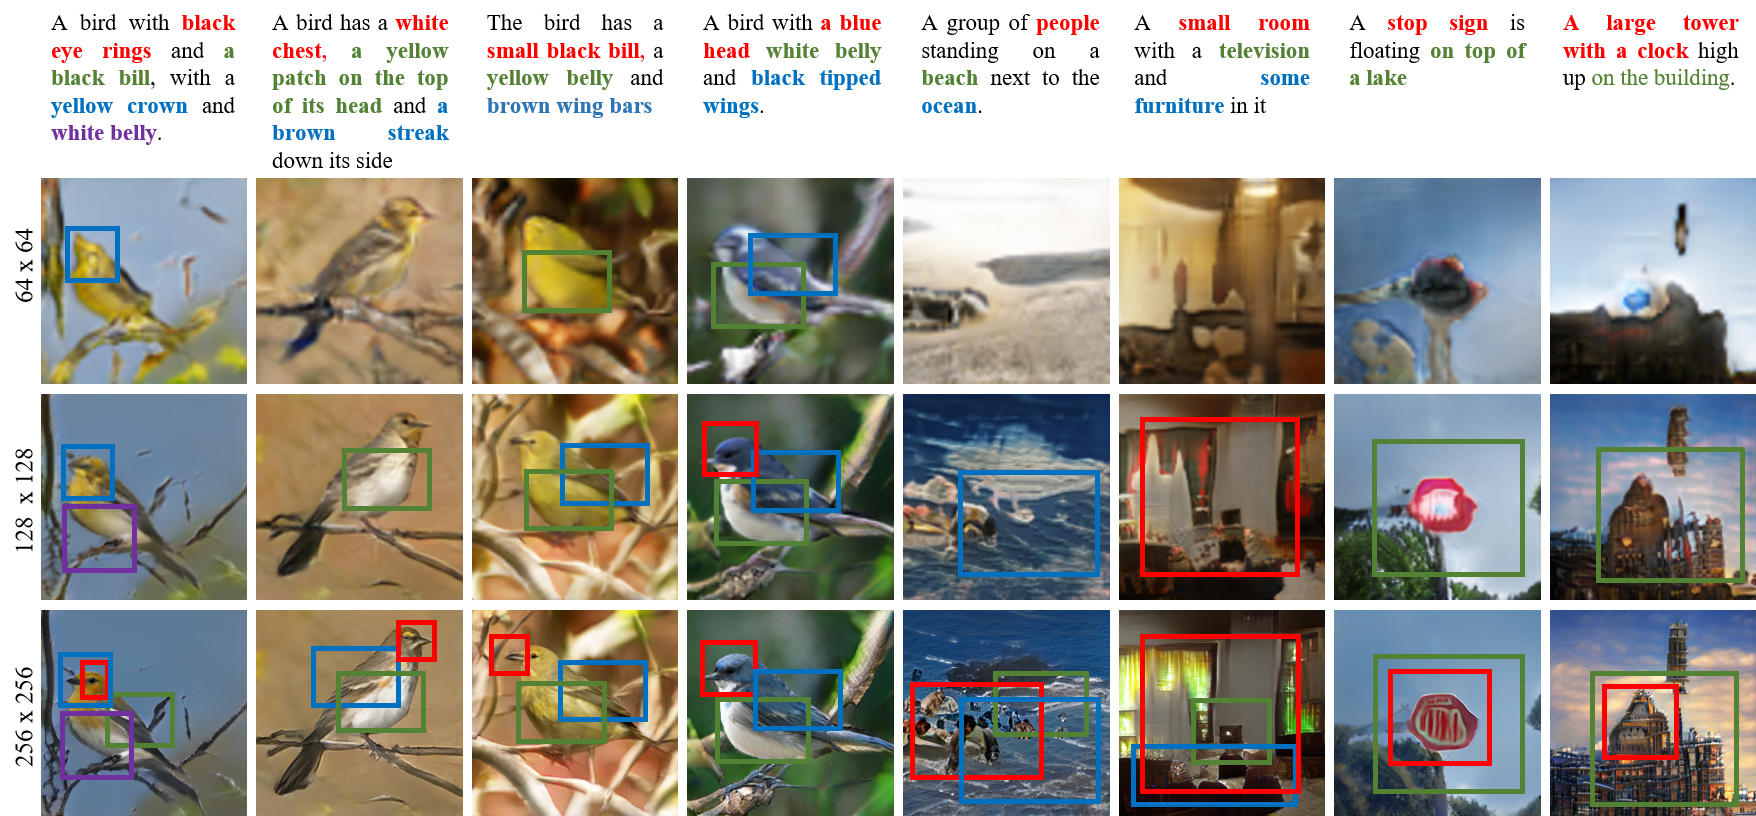 A bird with black
eye rings and a
black bill, with a
yellow crown and
white belly.
A bird has a white
chest, a yellow
patch on the top
of its head and a
brown streak
down its side
The bird has a
small black bill, a
yellow belly and
brown wing bars
A bird with a blue
head white belly
and black tipped
wings.
A group of people
standing on a
beach next to the
ocean.
A small room
with a television
and some
furniture in it
A stop sign is
floating on top of
a lake
A large tower
with a clock high
up on the building.
64 x 64
128 x 128
256 x 256